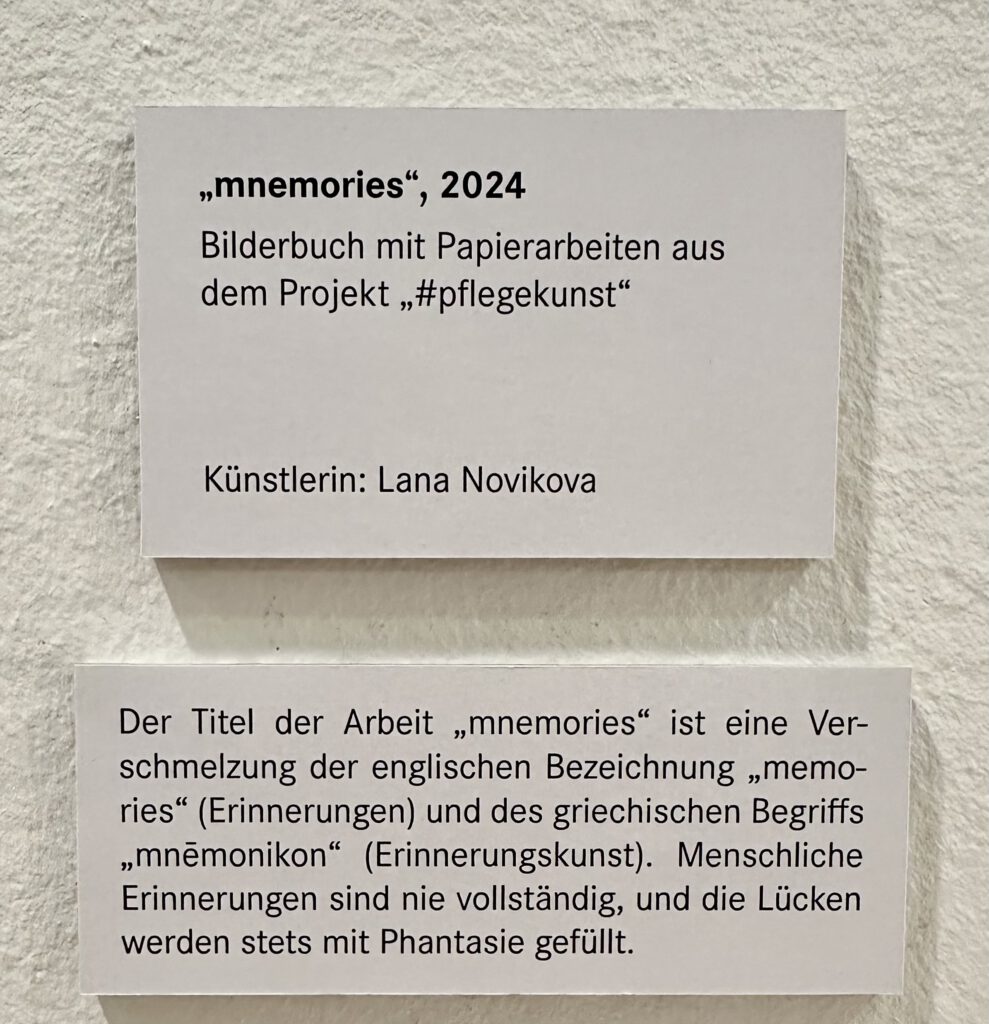 „mnemories“, 2024
Bilderbuch mit Papierarbeiten aus
dem Projekt „#pflegekunst“
Künstlerin: Lana Novikova
Der Titel der Arbeit „mnemories“ ist eine Ver-
schmelzung der englischen Bezeichnung „memo-
ries“ (Erinnerungen) und des griechischen Begriffs
„mnēmonikon“ (Erinnerungskunst). Menschliche
Erinnerungen sind nie vollständig, und die Lücken
werden stets mit Phantasie gefüllt.